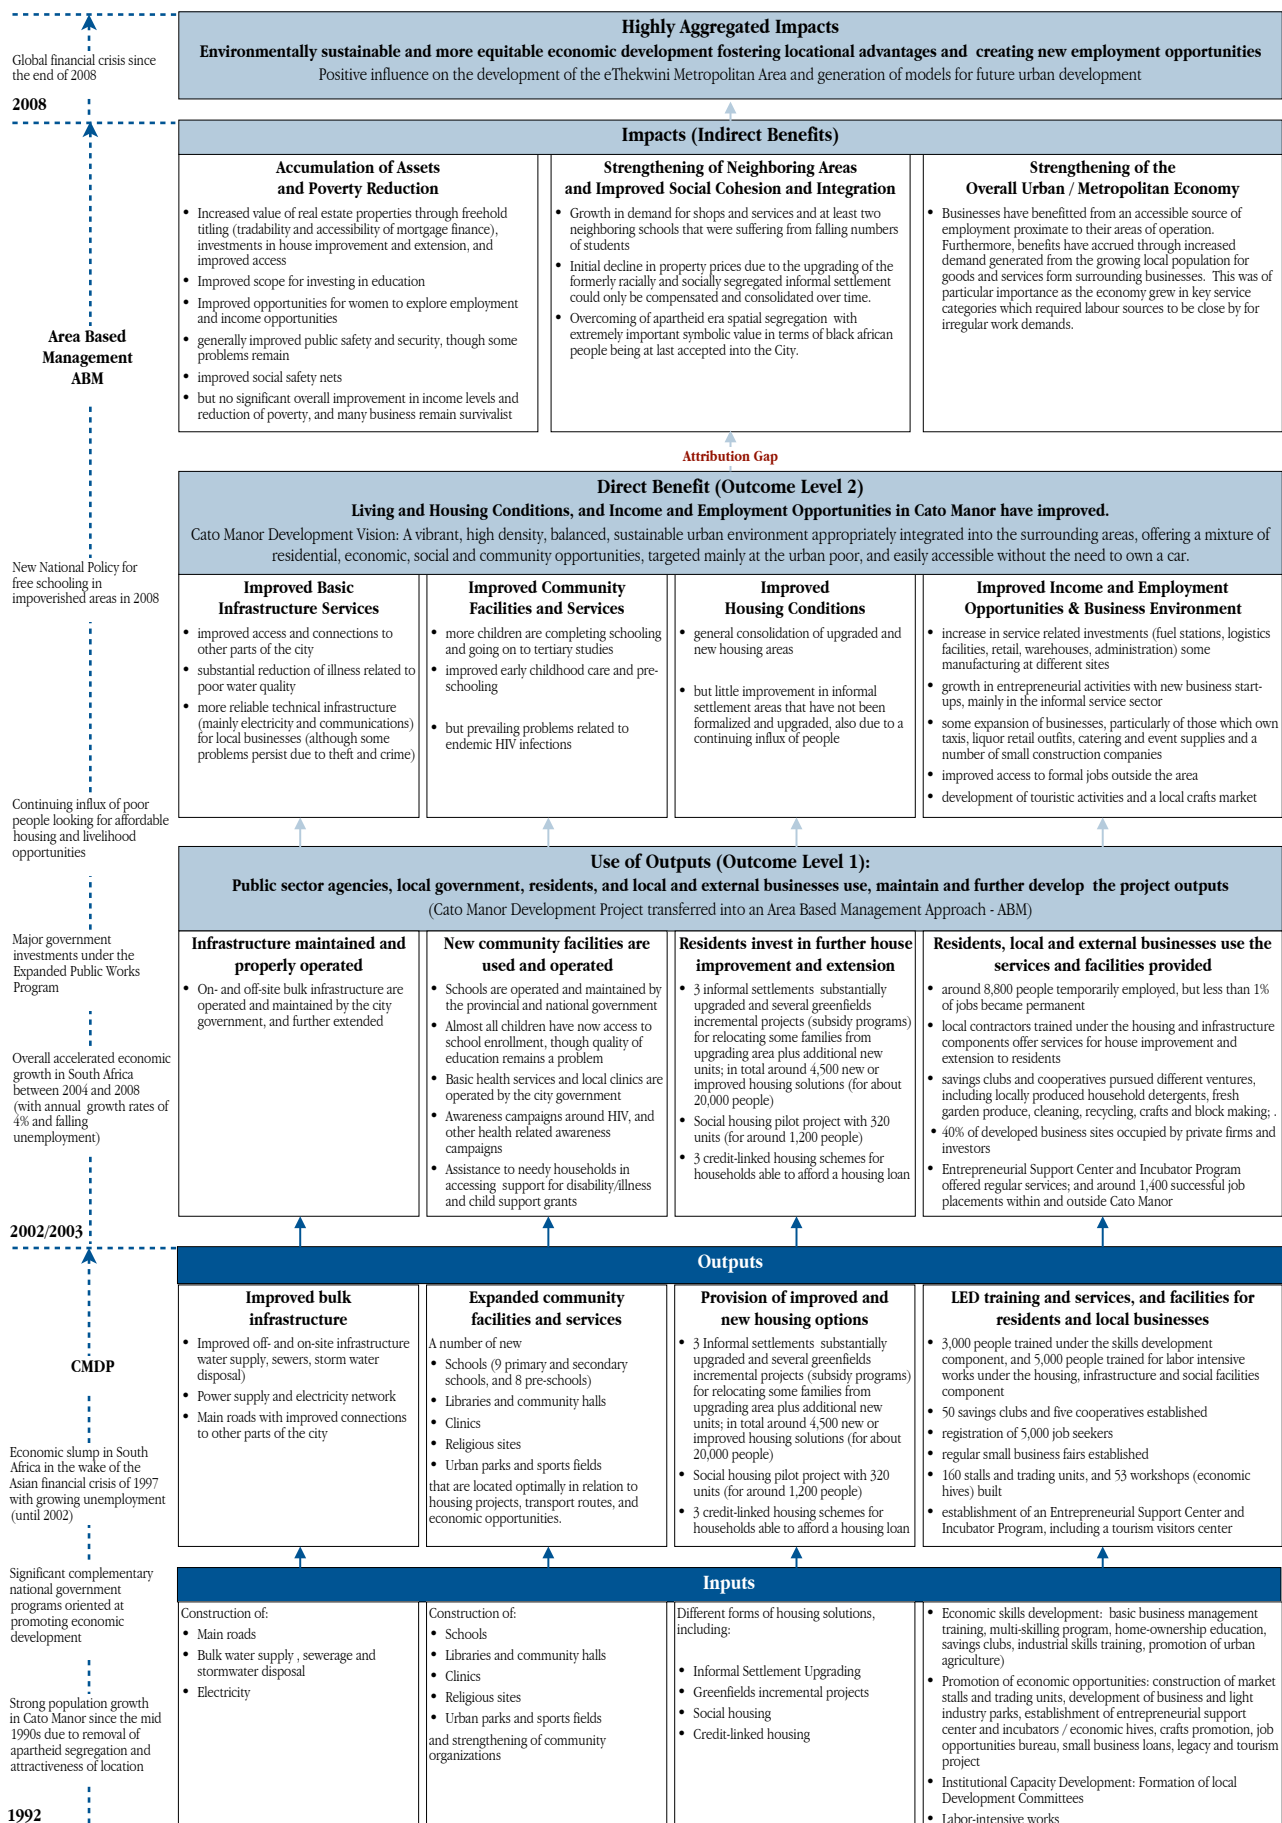 Highly Aggregated Impacts
Environmentally sustainable and more equitable economic development fostering locational advantages and creating new employment opportunities
Positive influence on the development of the eThekwini Metropolitan Area and generation of models for future urban development
Global financial crisis since
the end of 2008
2008
Impacts (Indirect Benefits)
Accumulation of Assets
and Poverty Reduction
• Increased value of real estate properties through freehold
titling (tradability and accessibility of mortgage finance),
investments in house improvement and extension, and
improved access
• Improved scope for investing in education
• Improved opportunities for women to explore employment
and income opportunities
• generally improved public safety and security, though some
problems remain
• improved social safety nets
• but no significant overall improvement in income levels and
reduction of poverty, and many business remain survivalist
Strengthening of Neighboring Areas
and Improved Social Cohesion and Integration
• Growth in demand for shops and services and at least two
neighboring schools that were suffering from falling numbers
of students
• Initial decline in property prices due to the upgrading of the
formerly racially and socially segregated informal settlement
could only be compensated and consolidated over time.
• Overcoming of apartheid era spatial segregation with
extremely important symbolic value in terms of black african
people being at last accepted into the City.
Strengthening of the
Overall Urban / Metropolitan Economy
• Businesses have benefitted from an accessible source of
employment proximate to their areas of operation.
Furthermore, benefits have accrued through increased
demand generated from the growing local population for
goods and services form surrounding businesses. This was of
particular importance as the economy grew in key service
categories which required labour sources to be close by for
irregular work demands.
Area Based
Management
ABM
Attribution Gap
Direct Benefit (Outcome Level 2)
Living and Housing Conditions, and Income and Employment Opportunities in Cato Manor have improved.
Cato Manor Development Vision: A vibrant, high density, balanced, sustainable urban environment appropriately integrated into the surrounding areas, offering a mixture of
residential, economic, social and community opportunities, targeted mainly at the urban poor, and easily accessible without the need to own a car.
New National Policy for
free schooling in
impoverished areas in 2008
Improved Basic
Infrastructure Services
• improved access and connections to
other parts of the city
• substantial reduction of illness related to
poor water quality
• more reliable technical infrastructure
(mainly electricity and communications)
for local businesses (although some
problems persist due to theft and crime)
Improved Community
Facilities and Services
• more children are completing schooling
and going on to tertiary studies
• improved early childhood care and pre-
schooling
• but prevailing problems related to
endemic HIV infections
Improved
Housing Conditions
• general consolidation of upgraded and
new housing areas
• but little improvement in informal
settlement areas that have not been
formalized and upgraded, also due to a
continuing influx of people
Improved Income and Employment
Opportunities & Business Environment
• increase in service related investments (fuel stations, logistics
facilities, retail, warehouses, administration) some
manufacturing at different sites
• growth in entrepreneurial activities with new business start-
ups, mainly in the informal service sector
• some expansion of businesses, particularly of those which own
taxis, liquor retail outfits, catering and event supplies and a
number of small construction companies
• improved access to formal jobs outside the area
• development of touristic activities and a local crafts market
Continuing influx of poor
people looking for affordable
housing and livelihood
opportunities
Use of Outputs (Outcome Level 1):
Public sector agencies, local government, residents, and local and external businesses use, maintain and further develop the project outputs
(Cato Manor Development Project transferred into an Area Based Management Approach - ABM)
Major government
investments under the
Expanded Public Works
Program
Overall accelerated economic
growth in South Africa
between 2004 and 2008
(with annual growth rates of
4% and falling
unemployment)
2002/2003
Infrastructure maintained and
properly operated
• On- and off-site bulk infrastructure are
operated and maintained by the city
government, and further extended
New community facilities are
used and operated
• Schools are operated and maintained by
the provincial and national government
• Almost all children have now access to
school enrollment, though quality of
education remains a problem
• Basic health services and local clinics are
operated by the city government
• Awareness campaigns around HIV, and
other health related awareness
campaigns
• Assistance to needy households in
accessing support for disability/illness
and child support grants
Residents invest in further house
improvement and extension
• 3 informal settlements substantially
upgraded and several greenfields
incremental projects (subsidy programs)
for relocating some families from
upgrading area plus additional new
units; in total around 4,500 new or
improved housing solutions (for about
20,000 people)
• Social housing pilot project with 320
units (for around 1,200 people)
• 3 credit-linked housing schemes for
households able to afford a housing loan
Residents, local and external businesses use the
services and facilities provided
• around 8,800 people temporarily employed, but less than 1%
of jobs became permanent
• local contractors trained under the housing and infrastructure
components offer services for house improvement and
extension to residents
• savings clubs and cooperatives pursued different ventures,
including locally produced household detergents, fresh
garden produce, cleaning, recycling, crafts and block making; .
• 40% of developed business sites occupied by private firms and
investors
• Entrepreneurial Support Center and Incubator Program
offered regular services; and around 1,400 successful job
placements within and outside Cato Manor
Outputs
CMDP
Economic slump in South
Africa in the wake of the
Asian financial crisis of 1997
with growing unemployment
(until 2002)
Improved bulk
infrastructure
• Improved off- and on-site infrastructure
water supply, sewers, storm water
disposal)
• Power supply and electricity network
• Main roads with improved connections
to other parts of the city
Expanded community
facilities and services
A number of new
• Schools (9 primary and secondary
schools, and 8 pre-schools)
• Libraries and community halls
• Clinics
• Religious sites
• Urban parks and sports fields
that are located optimally in relation to
housing projects, transport routes, and
economic opportunities.
Provision of improved and
new housing options
• 3 Informal settlements substantially
upgraded and several greenfields
incremental projects (subsidy programs)
for relocating some families from
upgrading area plus additional new
units; in total around 4,500 new or
improved housing solutions (for about
20,000 people)
• Social housing pilot project with 320
units (for around 1,200 people)
• 3 credit-linked housing schemes for
households able to afford a housing loan
LED training and services, and facilities for
residents and local businesses
• 3,000 people trained under the skills development
component, and 5,000 people trained for labor intensive
works under the housing, infrastructure and social facilities
component
• 50 savings clubs and five cooperatives established
• registration of 5,000 job seekers
• regular small business fairs established
• 160 stalls and trading units, and 53 workshops (economic
hives) built
• establishment of an Entrepreneurial Support Center and
Incubator Program, including a tourism visitors center
Significant complementary
national government
programs oriented at
promoting economic
development
Strong population growth
in Cato Manor since the mid
1990s due to removal of
apartheid segregation and
attractiveness of location
1992
Inputs
Construction of:
• Main roads
• Bulk water supply , sewerage and
stormwater disposal
• Electricity
Construction of:
• Schools
• Libraries and community halls
• Clinics
• Religious sites
• Urban parks and sports fields
and strengthening of community
organizations
Different forms of housing solutions,
including:
• Informal Settlement Upgrading
• Greenfields incremental projects
• Social housing
• Credit-linked housing
• Economic skills development: basic business management
training, multi-skilling program, home-ownership education,
savings clubs, industrial skills training, promotion of urban
agriculture)
• Promotion of economic opportunities: construction of market
stalls and trading units, development of business and light
industry parks, establishment of entrepreneurial support
center and incubators / economic hives, crafts promotion, job
opportunities bureau, small business loans, legacy and tourism
project
• Institutional Capacity Development: Formation of local
Development Committees
• Labor-intensive works